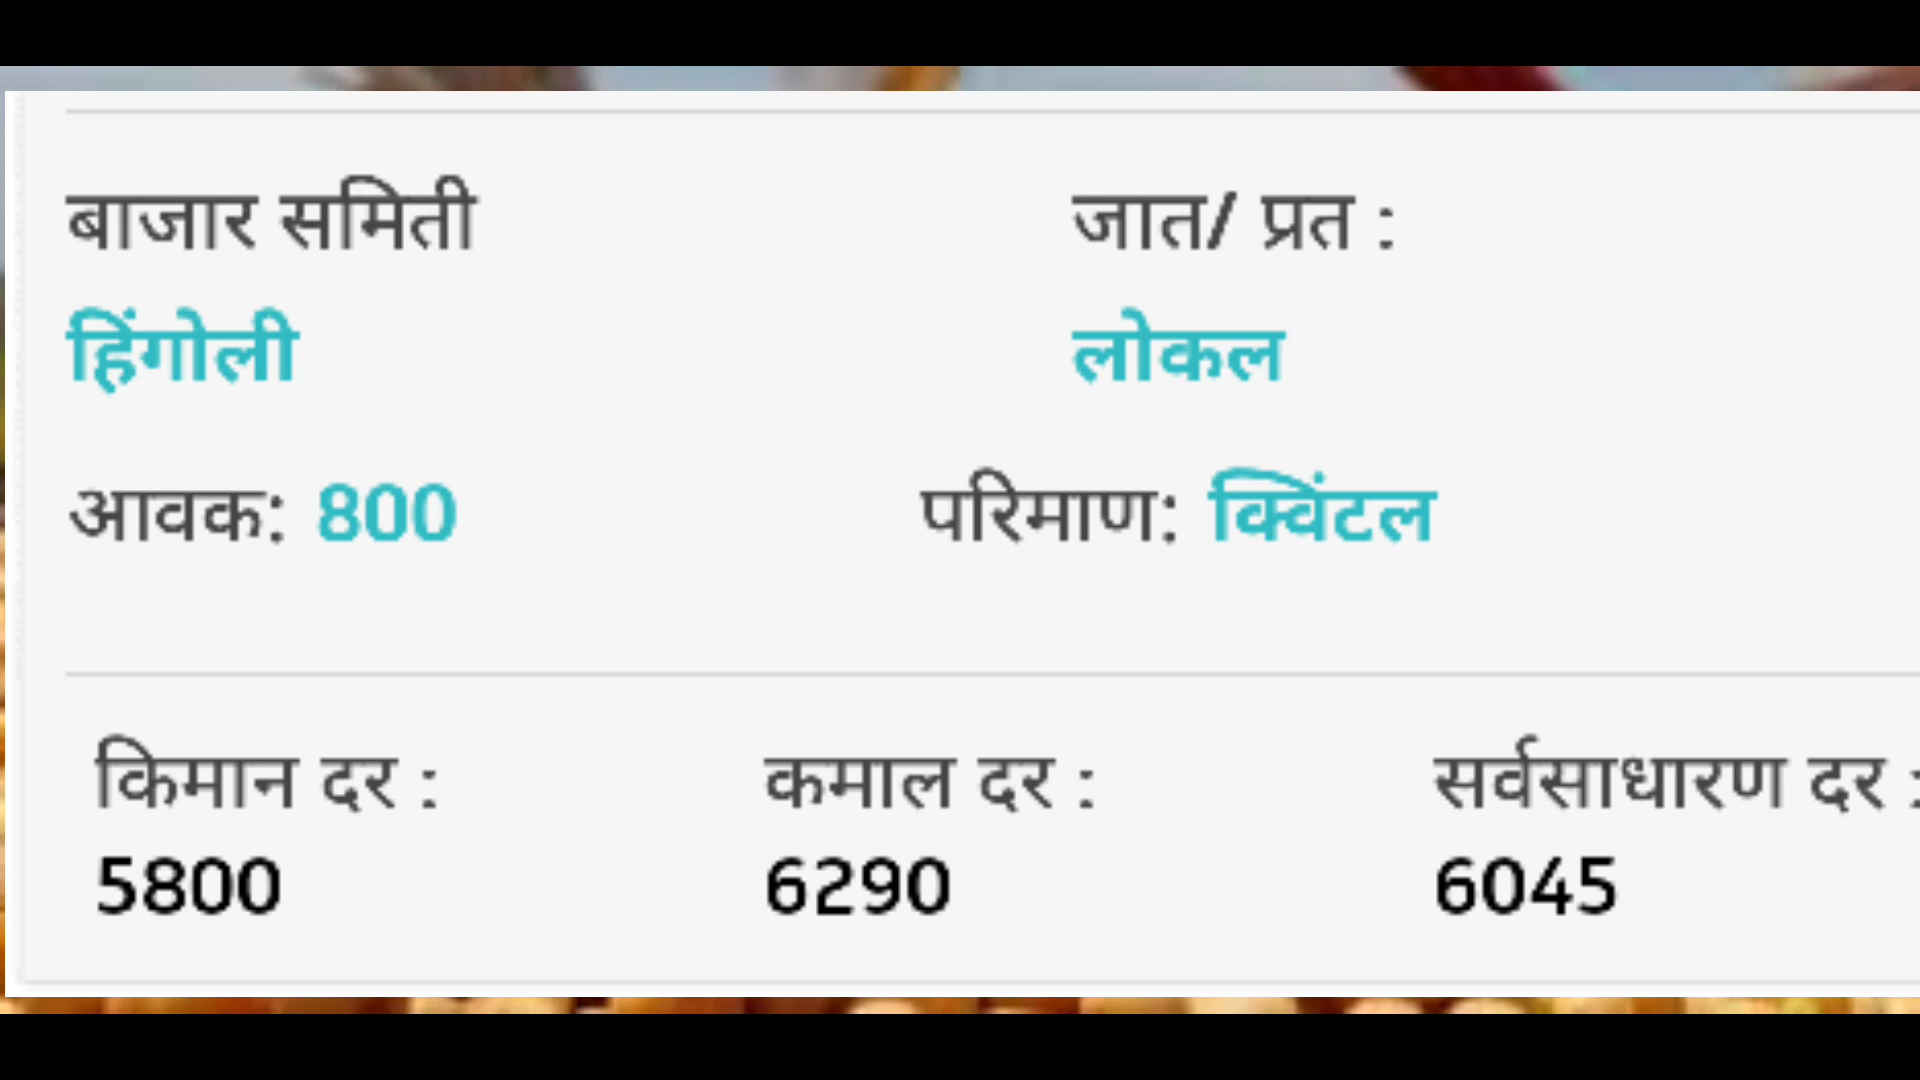 बाजार समिती जात/ प्रत :
हिंगोली लोकल
आवक: 800 परिमाण: क्विंटल
किमान दर : कमाल दर : सर्वसाधारण दर :
5800 6290 6045